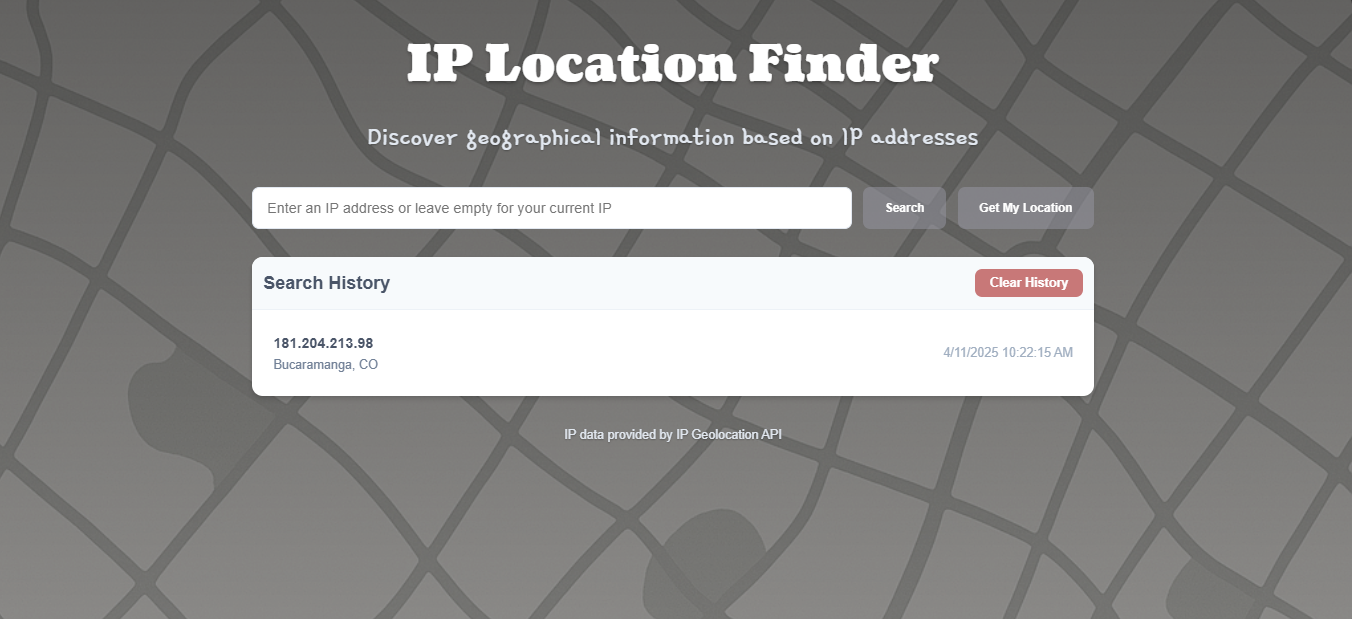 IP Location Finder
Discover geographical information based on IP addresses
Enter an IP address or leave empty for your current IP
Search
Get My Location
Search History
Clear History
181.204.213.98
Bucaramanga, CO
4/11/2025 10:22:15 AM
IP data provided by IP Geolocation API